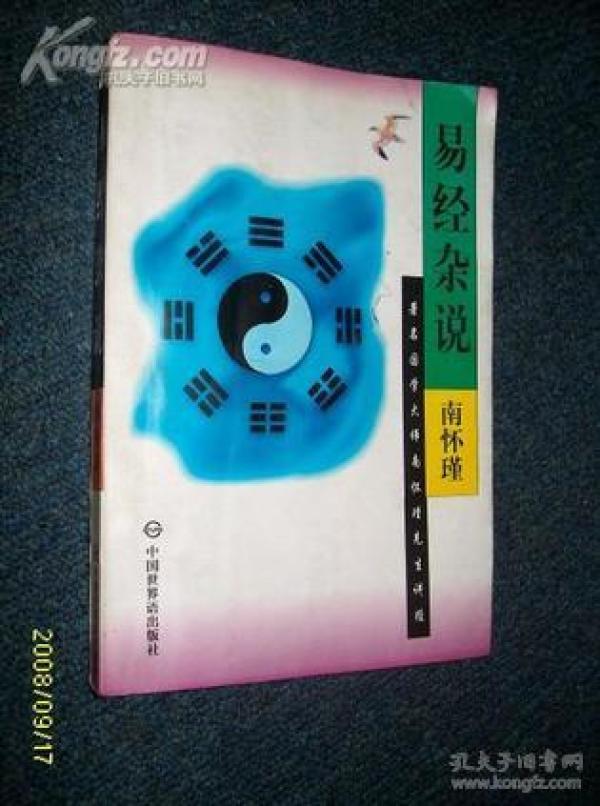 Kongfz.com
孔夫子旧书网
易经杂说
南怀瑾
著名国学大师南怀瑾先生讲授
中国世界语出版社
2008/09/17
孔夫子旧书网
www.kongfz.com